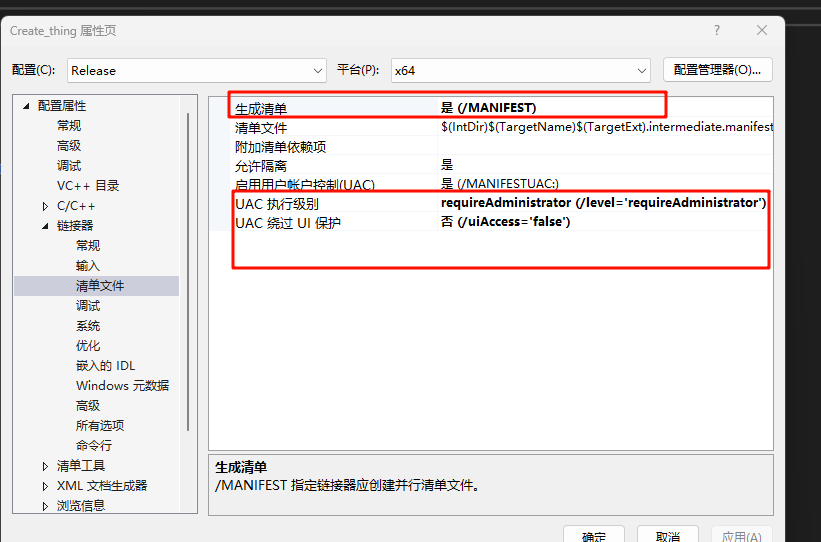 Create_thing 属性页
配置(C): Release 平台(P): x64 配置管理器(O)...
配置属性
常规
高级
调试
VC++ 目录
C/C++
链接器
常规
输入
清单文件
调试
系统
优化
嵌入的 IDL
Windows 元数据
高级
所有选项
命令行
清单工具
XML 文档生成器
浏览信息
生成清单 是 (/MANIFEST)
清单文件 $(IntDir)$(TargetName)$(TargetExt).intermediate.manifest
附加清单依赖项
允许隔离 是
启用用户帐户控制(UAC) 是 (/MANIFESTUAC:)
UAC 执行级别 requireAdministrator (/level='requireAdministrator')
UAC 绕过 UI 保护 否 (/uiAccess='false')
生成清单
/MANIFEST 指定链接器应创建并行清单文件。
确定 取消 应用(A)